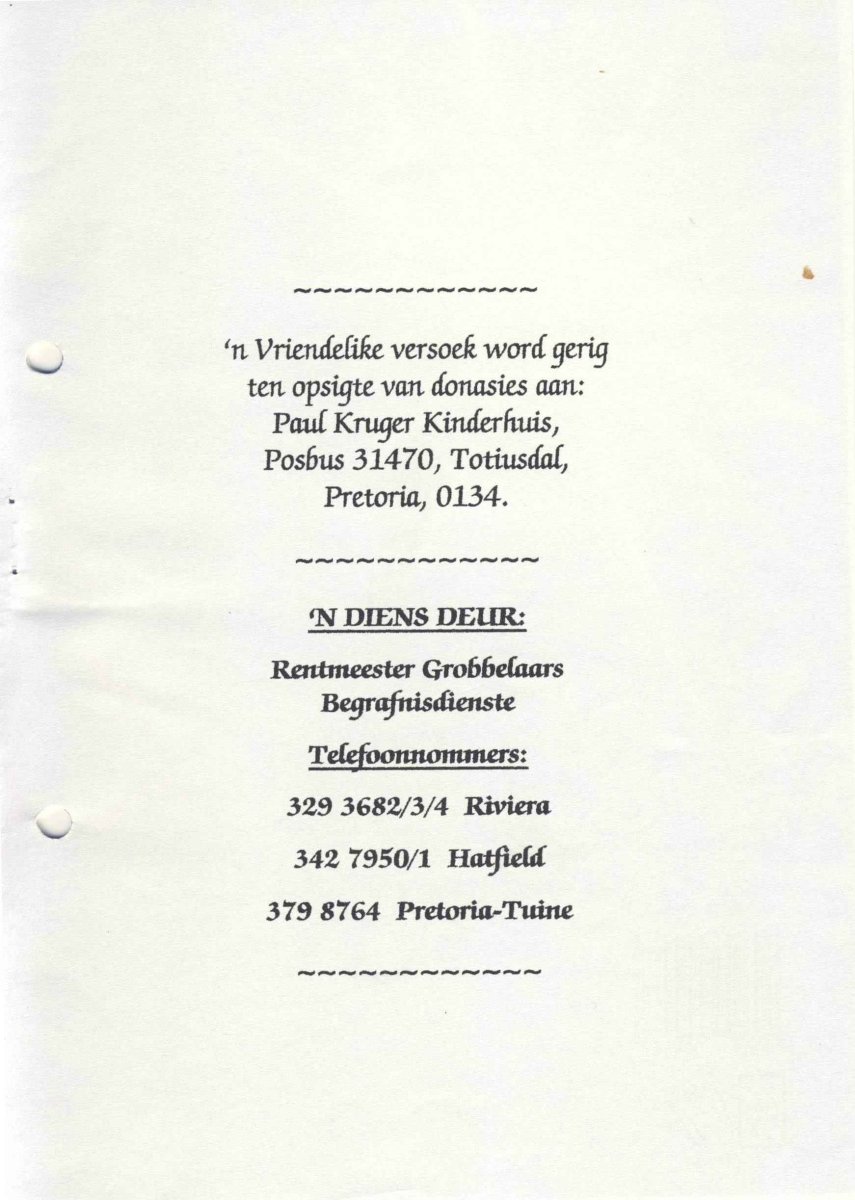 ~~~~~~~~~~~~
‘n Vriendelike versoek word gerig
ten opsigte van donasies aan:
Paul Kruger Kinderhuis,
Posbus 31470, Totiusdal,
Pretoria, 0134.
~~~~~~~~~~~~
‘N DIENS DEUR:
Rentmeester Grobbelaars
Begrafnisdienste
Telefoonnommers:
329 3682/3/4 Riviera
342 7950/1 Hatfield
379 8764 Pretoria-Tuine
~~~~~~~~~~~~